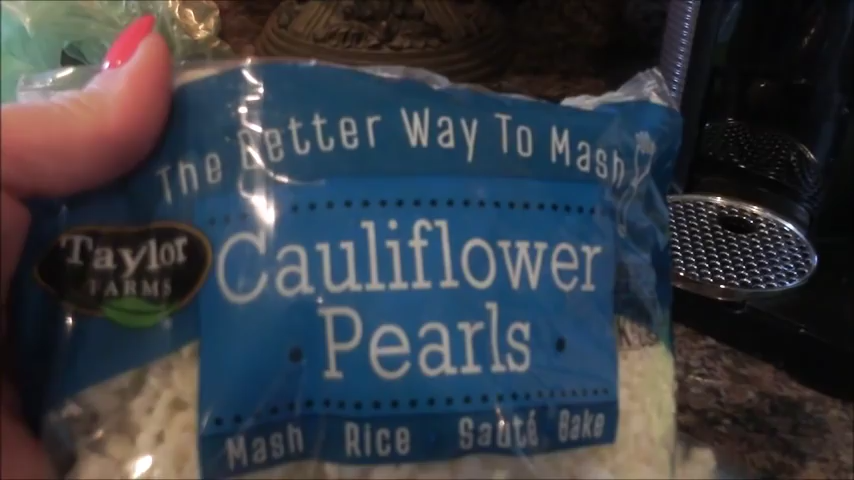 The Better Way To Mash
Taylor
FARMS
Cauliflower
Pearls
Mash Rice Sauté Bake